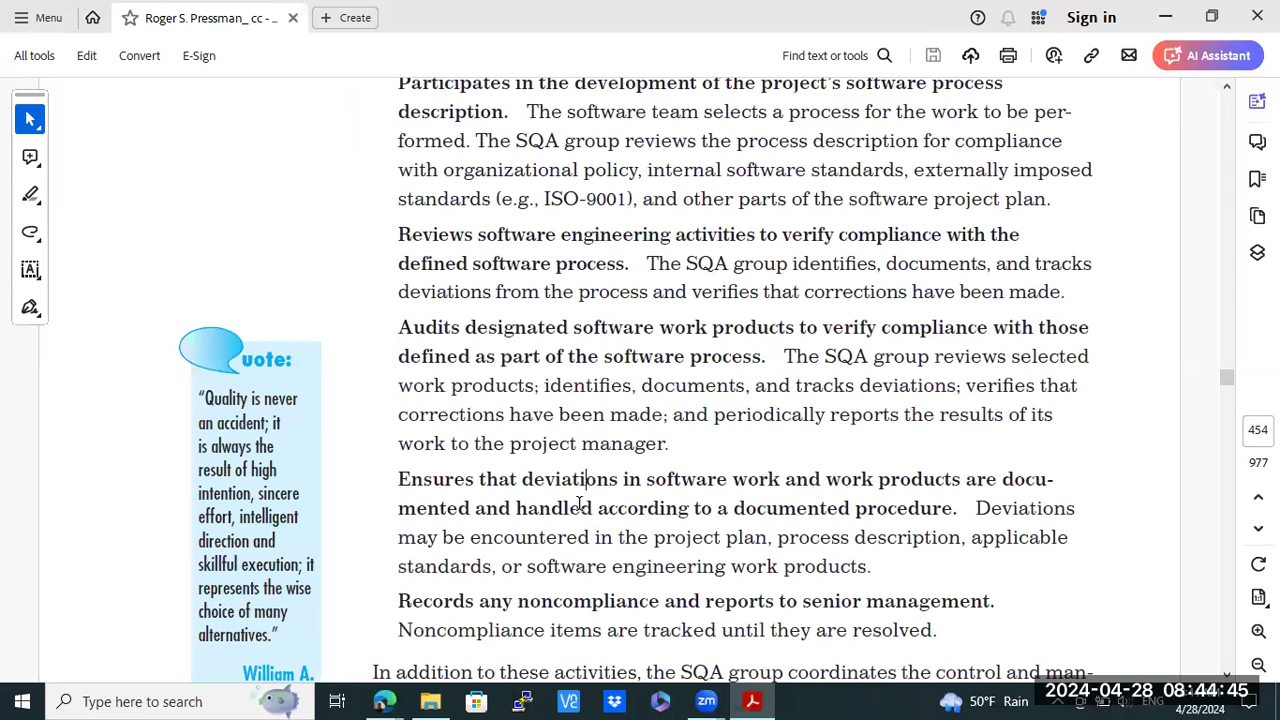 Menu
Roger S. Pressman_ cc - ...
Create
Sign in
All tools
Edit
Convert
E-Sign
Find text or tools
AI Assistant
Participates in the development of the project's software process
description. The software team selects a process for the work to be per-
formed. The SQA group reviews the process description for compliance
with organizational policy, internal software standards, externally imposed
standards (e.g., ISO-9001), and other parts of the software project plan.
Reviews software engineering activities to verify compliance with the
defined software process. The SQA group identifies, documents, and tracks
deviations from the process and verifies that corrections have been made.
Audits designated software work products to verify compliance with those
defined as part of the software process. The SQA group reviews selected
work products; identifies, documents, and tracks deviations; verifies that
corrections have been made; and periodically reports the results of its
work to the project manager.
Ensures that deviations in software work and work products are docu-
mented and handled according to a documented procedure. Deviations
may be encountered in the project plan, process description, applicable
standards, or software engineering work products.
Records any noncompliance and reports to senior management.
Noncompliance items are tracked until they are resolved.
In addition to these activities, the SQA group coordinates the control and man-
uote:
“Quality is never
an accident; it
is always the
result of high
intention, sincere
effort, intelligent
direction and
skillful execution; it
represents the wise
choice of many
alternatives.”
William A.
454
977
Type here to search
50°F Rain
2024-04-28 08:44:45
4/28/2024